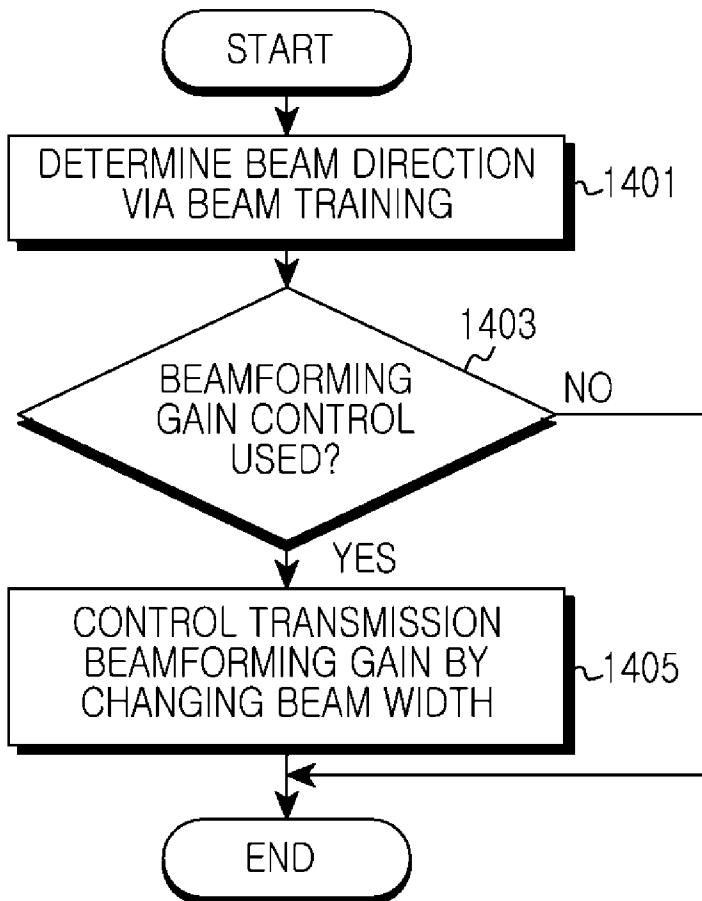 START
DETERMINE BEAM DIRECTION
VIA BEAM TRAINING
1401
1403
BEAMFORMING
GAIN CONTROL
USED?
NO
YES
CONTROL TRANSMISSION
BEAMFORMING GAIN BY
CHANGING BEAM WIDTH
1405
END